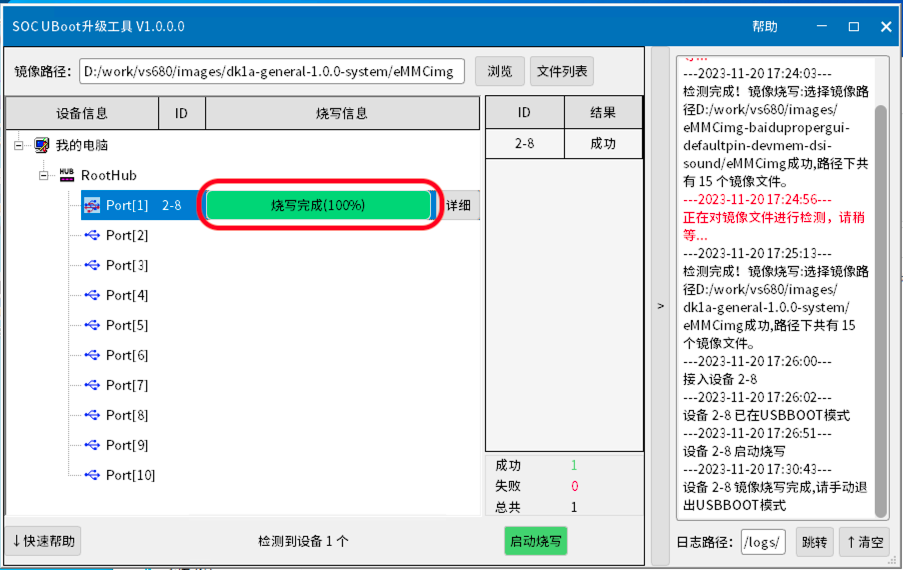 SOC UBoot升级工具 V1.0.0.0
帮助
镜像路径：
D:/work/vs680/images/dk1a-general-1.0.0-system/eMMCimg
浏览
文件列表
设备信息
ID
烧写信息
我的电脑
RootHub
Port[1] 2-8
烧写完成(100%)
详细
Port[2]
Port[3]
Port[4]
Port[5]
Port[6]
Port[7]
Port[8]
Port[9]
Port[10]
ID
结果
2-8
成功
成功 1
失败 0
总共 1
>
等...
---2023-11-20 17:24:03---
检测完成！镜像烧写:选择镜像路
径D:/work/vs680/images/
eMMCimg-baidupropergui-
defaultpin-devmem-dsi-
sound/eMMCimg成功,路径下共
有 15 个镜像文件。
---2023-11-20 17:24:56---
正在对镜像文件进行检测，请稍
等...
---2023-11-20 17:25:13---
检测完成！镜像烧写:选择镜像路
径D:/work/vs680/images/
dk1a-general-1.0.0-system/
eMMCimg成功,路径下共有 15
个镜像文件。
---2023-11-20 17:26:00---
接入设备 2-8
---2023-11-20 17:26:02---
设备 2-8 已在USBBOOT模式
---2023-11-20 17:26:51---
设备 2-8 启动烧写
---2023-11-20 17:30:43---
设备 2-8 镜像烧写完成,请手动退
出USBBOOT模式
↓快速帮助
检测到设备 1 个
启动烧写
日志路径：
/logs/
跳转
↑清空